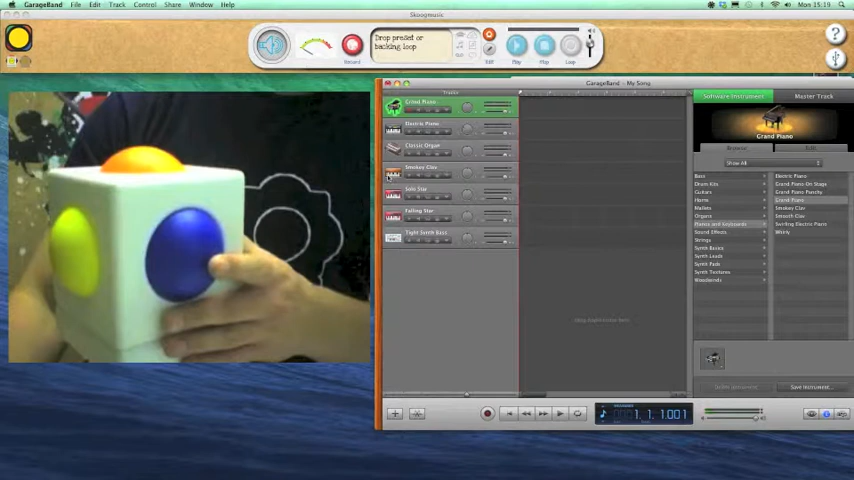 GarageBand File Edit Track Control Share Window Help
Mon 15:19
Skoogmusic
Drop preset or
backing loop
Record
Edit
Play
Stop
Loop
GarageBand - My Song
Tracks
Grand Piano
Electric Piano
Classic Organ
Smokey Clav
Solo Star
Falling Star
Tight Synth Bass
Software Instrument
Master Track
Grand Piano
Browse
Edit
Show All
Bass
Drum Kits
Guitars
Horns
Mallets
Organs
Pianos and Keyboards
Sound Effects
Strings
Synth Basics
Synth Leads
Synth Pads
Synth Textures
Woodwinds
Electric Piano
Grand Piano On Stage
Grand Piano Punchy
Grand Piano
Smokey Clav
Smooth Clav
Swirling Electric Piano
Whirly
Delete Instrument
Save Instrument...
1. 1. 1.001